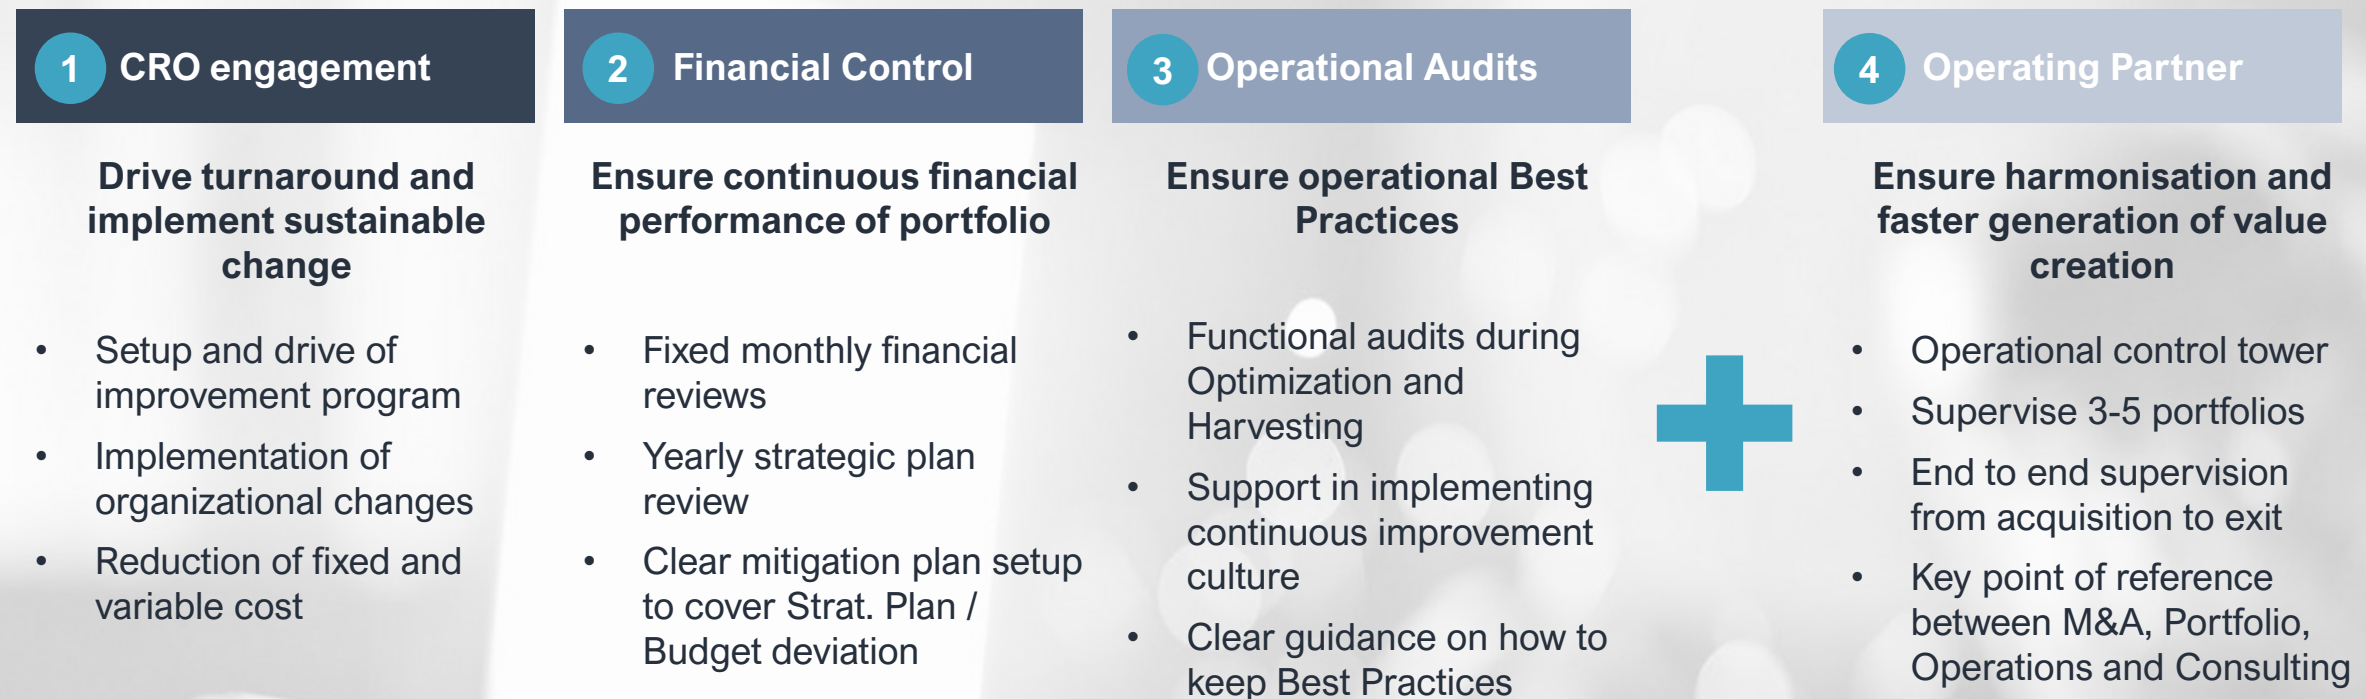 1 CRO engagement
Drive turnaround and
implement sustainable
change
• Setup and drive of
improvement program
• Implementation of
organizational changes
• Reduction of fixed and
variable cost
2 Financial Control
Ensure continuous financial
performance of portfolio
• Fixed monthly financial
reviews
• Yearly strategic plan
review
• Clear mitigation plan setup
to cover Strat. Plan /
Budget deviation
3 Operational Audits
Ensure operational Best
Practices
• Functional audits during
Optimization and
Harvesting
• Support in implementing
continuous improvement
culture
• Clear guidance on how to
keep Best Practices
4 Operating Partner
Ensure harmonisation and
faster generation of value
creation
• Operational control tower
• Supervise 3-5 portfolios
• End to end supervision
from acquisition to exit
• Key point of reference
between M&A, Portfolio,
Operations and Consulting